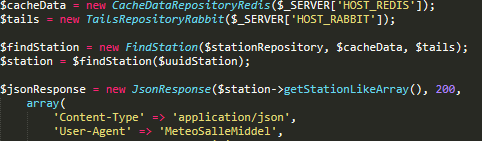 $cacheData = new CacheDataRepositoryRedis($_SERVER['HOST_REDIS']);
$tails = new TailsRepositoryRabbit($_SERVER['HOST_RABBIT']);
$findStation = new FindStation($stationRepository, $cacheData, $tails);
$station = $findStation($uuidStation);
$jsonResponse = new JsonResponse($station->getStationLikeArray(), 200,
array(
'Content-Type' => 'application/json',
'User-Agent' => 'MeteoSalleMiddel',